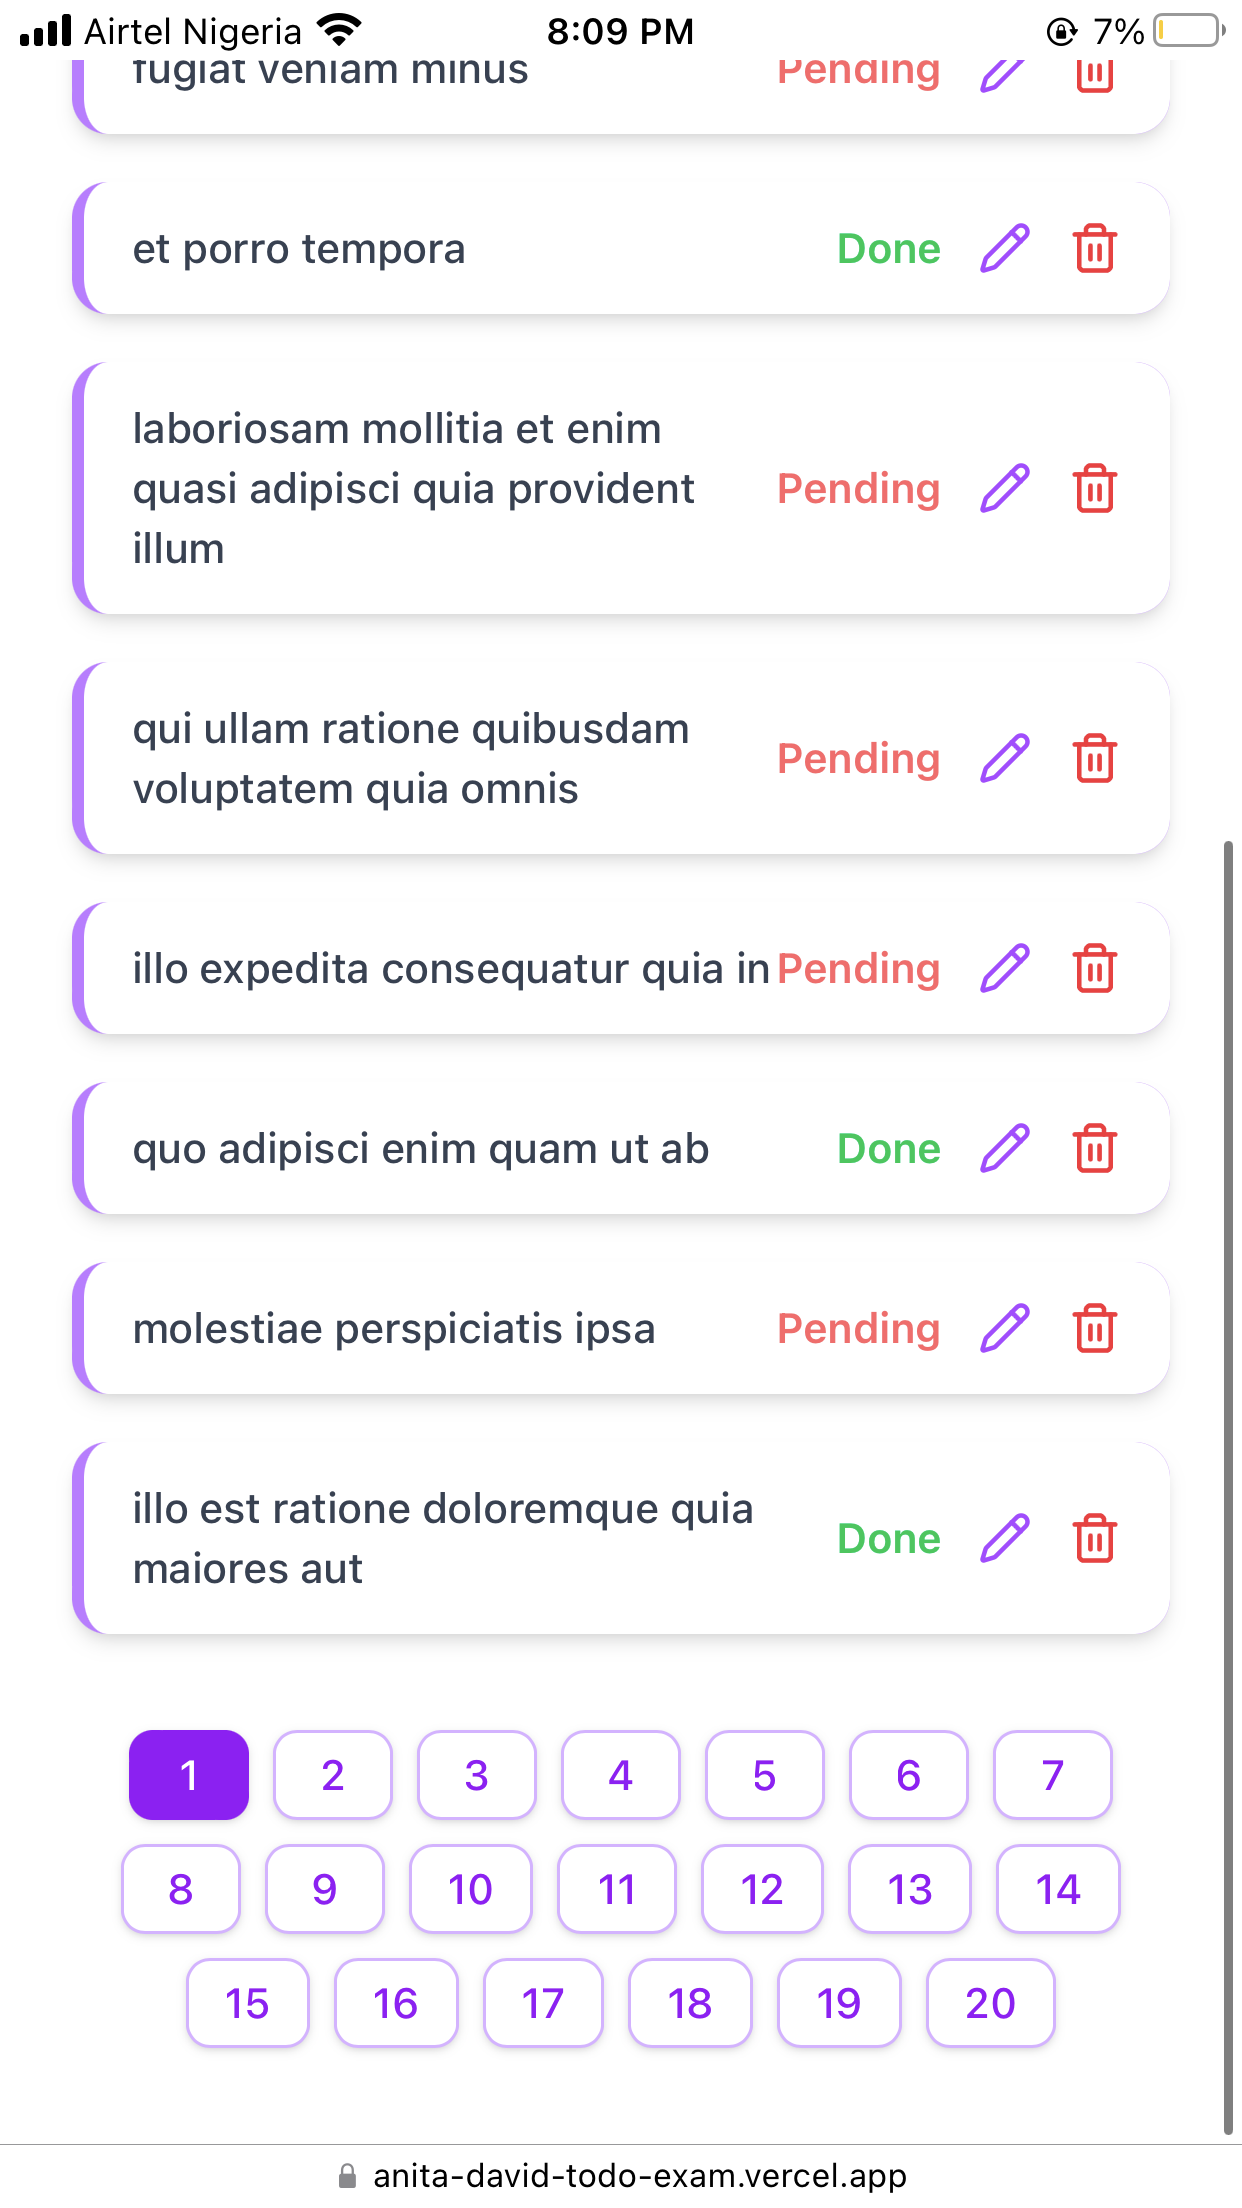 Airtel Nigeria 8:09 PM 7%
fugiat veniam minus Pending
et porro tempora Done
laboriosam mollitia et enim
quasi adipisci quia provident Pending
illum
qui ullam ratione quibusdam
Pending
voluptatem quia omnis
illo expedita consequatur quia in Pending
quo adipisci enim quam ut ab Done
molestiae perspiciatis ipsa Pending
illo est ratione doloremque quia
Done
maiores aut
1 2 3 4 5 6 7
8 9 10 11 12 13 14
15 16 17 18 19 20
anita-david-todo-exam.vercel.app